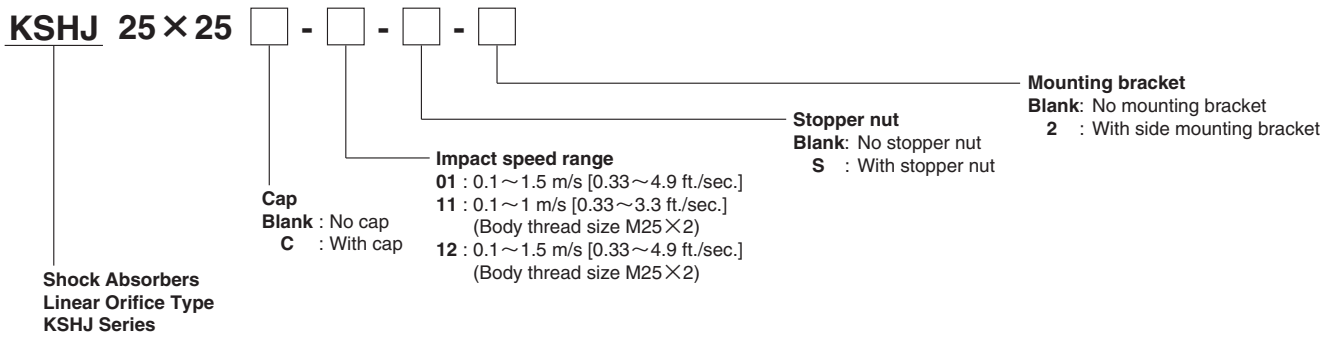 KSHJ 25×25 □ - □ - □ - □
Mounting bracket
Blank: No mounting bracket
2 : With side mounting bracket
Stopper nut
Blank: No stopper nut
S : With stopper nut
Impact speed range
01 : 0.1～1.5 m/s [0.33～4.9 ft./sec.]
11 : 0.1～1 m/s [0.33～3.3 ft./sec.]
(Body thread size M25×2)
12 : 0.1～1.5 m/s [0.33～4.9 ft./sec.]
(Body thread size M25×2)
Cap
Blank : No cap
C : With cap
Shock Absorbers
Linear Orifice Type
KSHJ Series